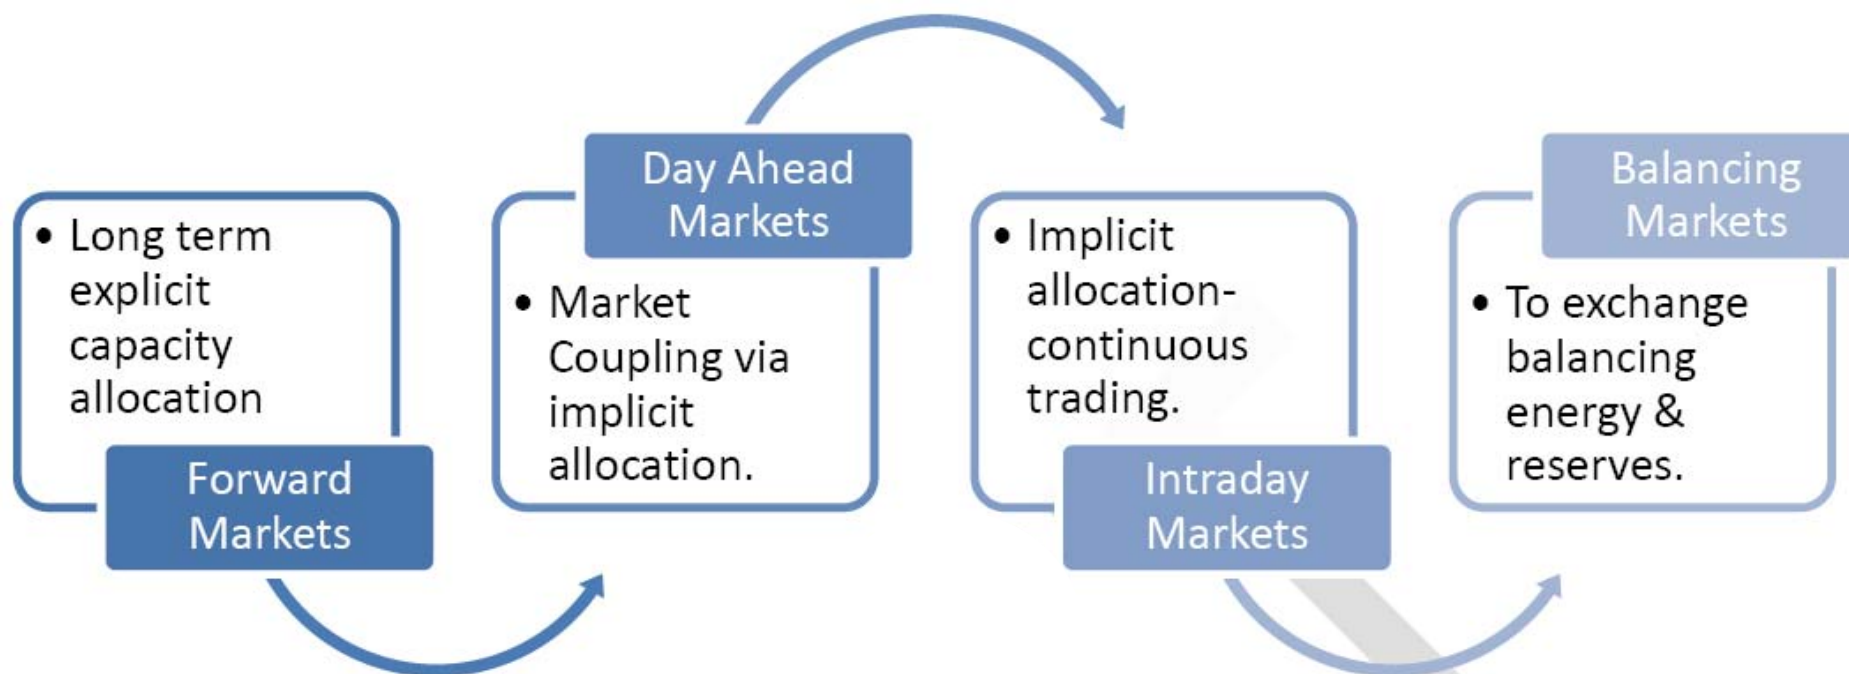 • Long term
explicit
capacity
allocation
Forward
Markets
Day Ahead
Markets
• Market
Coupling via
implicit
allocation.
• Implicit
allocation-
continuous
trading.
Intraday
Markets
Balancing
Markets
• To exchange
balancing
energy &
reserves.